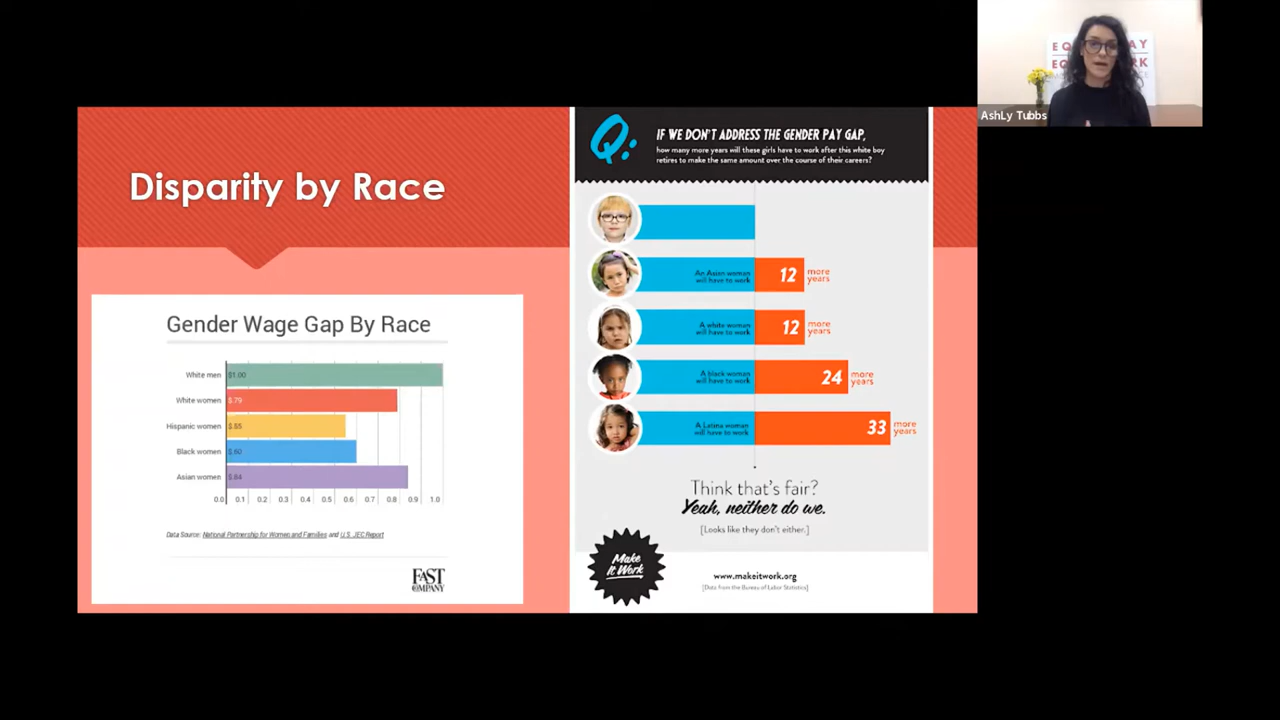 EQUAL PAY
EQUAL WORK
AshLy Tubbs
Disparity by Race
Gender Wage Gap By Race
White men $1.00
White women $.79
Hispanic women $.55
Black women $.60
Asian women $.84
0.0 0.1 0.2 0.3 0.4 0.5 0.6 0.7 0.8 0.9 1.0
Data Source: National Partnership for Women and Families and U.S. JEC Report
FAST
COMPANY
Q:
IF WE DON'T ADDRESS THE GENDER PAY GAP,
how many more years will these girls have to work after this white boy
retires to make the same amount over the course of their careers?
An Asian woman
will have to work
12 more
years
A white woman
will have to work
12 more
years
A black woman
will have to work
24 more
years
A Latina woman
will have to work
33 more
years
Think that's fair?
Yeah, neither do we.
[Looks like they don't either.]
Make
It Work
www.makeitwork.org
[Data from the Bureau of Labor Statistics]